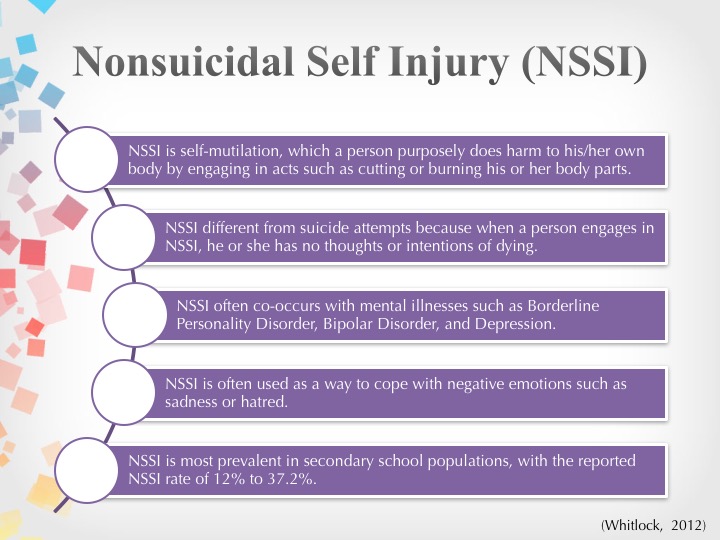 Nonsuicidal Self Injury (NSSI)
NSSI is self-mutilation, which a person purposely does harm to his/her own
body by engaging in acts such as cutting or burning his or her body parts.
NSSI different from suicide attempts because when a person engages in
NSSI, he or she has no thoughts or intentions of dying.
NSSI often co-occurs with mental illnesses such as Borderline
Personality Disorder, Bipolar Disorder, and Depression.
NSSI is often used as a way to cope with negative emotions such as
sadness or hatred.
NSSI is most prevalent in secondary school populations, with the reported
NSSI rate of 12% to 37.2%.
(Whitlock, 2012)